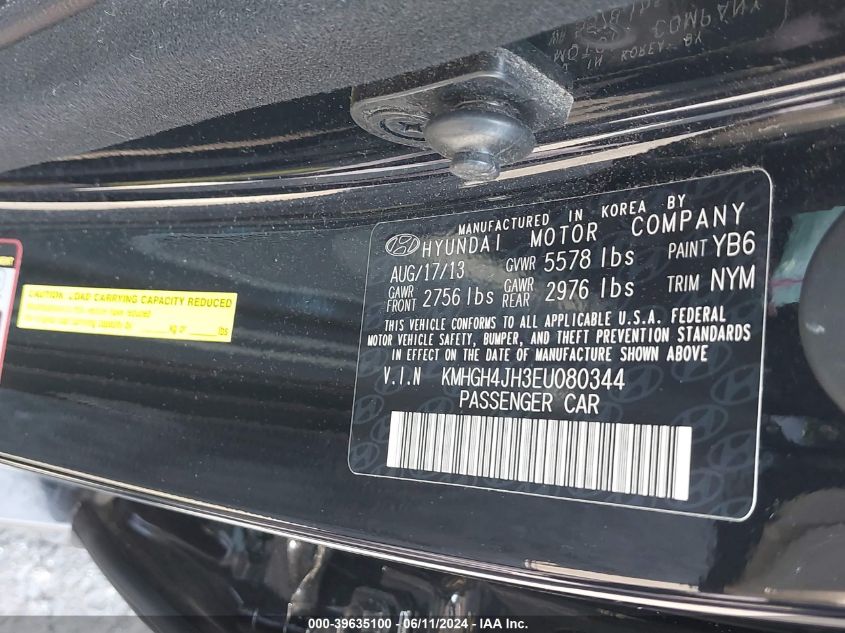 MANUFACTURED IN KOREA BY
HYUNDAI MOTOR COMPANY
AUG/17/13 GVWR 5578 lbs PAINT YB6
GAWR FRONT 2756 lbs GAWR REAR 2976 lbs TRIM NYM
THIS VEHICLE CONFORMS TO ALL APPLICABLE U.S.A. FEDERAL
MOTOR VEHICLE SAFETY, BUMPER, AND THEFT PREVENTION STANDARDS
IN EFFECT ON THE DATE OF MANUFACTURE SHOWN ABOVE
V.I.N KMHGH4JH3EU080344
PASSENGER CAR
CAUTION: LOAD CARRYING CAPACITY REDUCED
kg or lbs
000-39635100 - 06/11/2024 - IAA Inc.